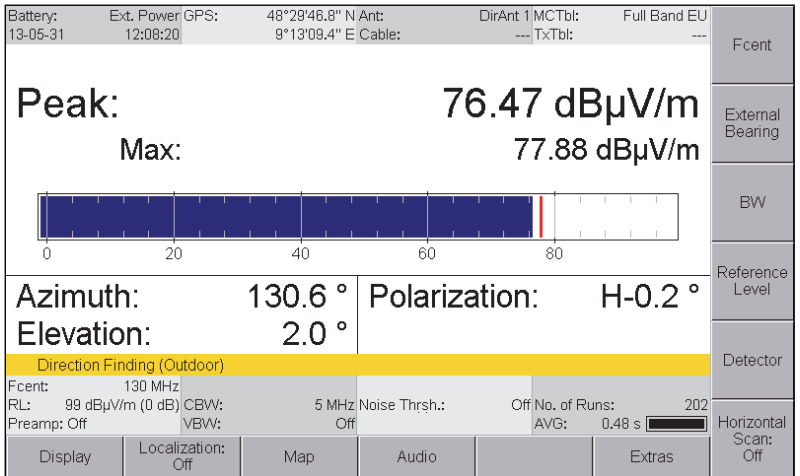 Battery: Ext. Power GPS: 48°29'46.8" N Ant: DirAnt 1 MCTbl: Full Band EU
13-05-31 12:08:20 9°13'09.4" E Cable: --- TxTbl: ---
Fcent
Peak: 76.47 dBµV/m
External
Bearing
Max: 77.88 dBµV/m
BW
0 20 40 60 80
Reference
Level
Azimuth: 130.6 ° Polarization: H-0.2 °
Elevation: 2.0 °
Detector
Direction Finding (Outdoor)
Fcent: 130 MHz
RL: 99 dBµV/m (0 dB) CBW: 5 MHz Noise Thrsh.: Off No. of Runs: 202
Preamp: Off VBW: Off AVG: 0.48 s
Horizontal
Scan:
Off
Display Localization: Map Audio Extras
Off